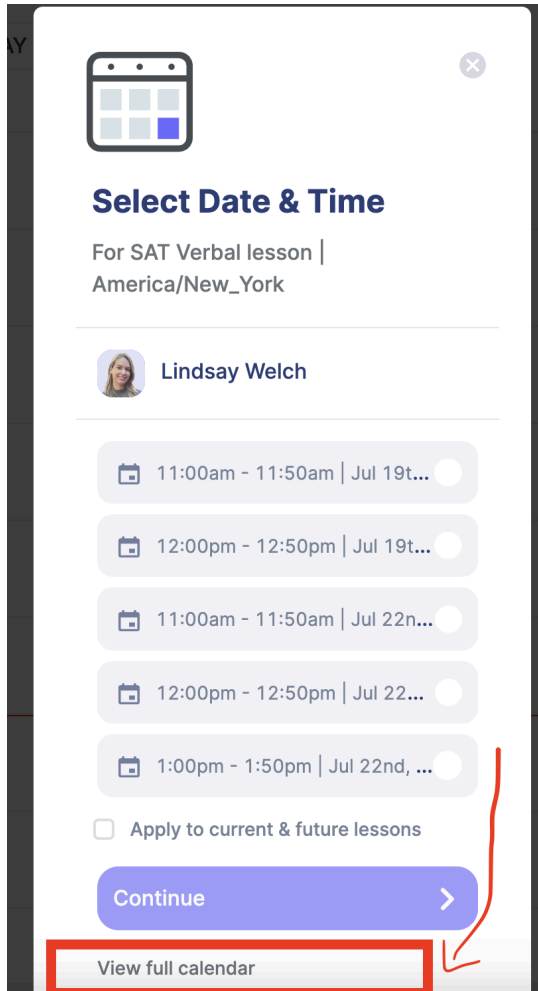 AY
Select Date & Time
For SAT Verbal lesson |
America/New_York
Lindsay Welch
11:00am - 11:50am | Jul 19t...
12:00pm - 12:50pm | Jul 19t...
11:00am - 11:50am | Jul 22n...
12:00pm - 12:50pm | Jul 22...
1:00pm - 1:50pm | Jul 22nd, ...
Apply to current & future lessons
Continue
View full calendar